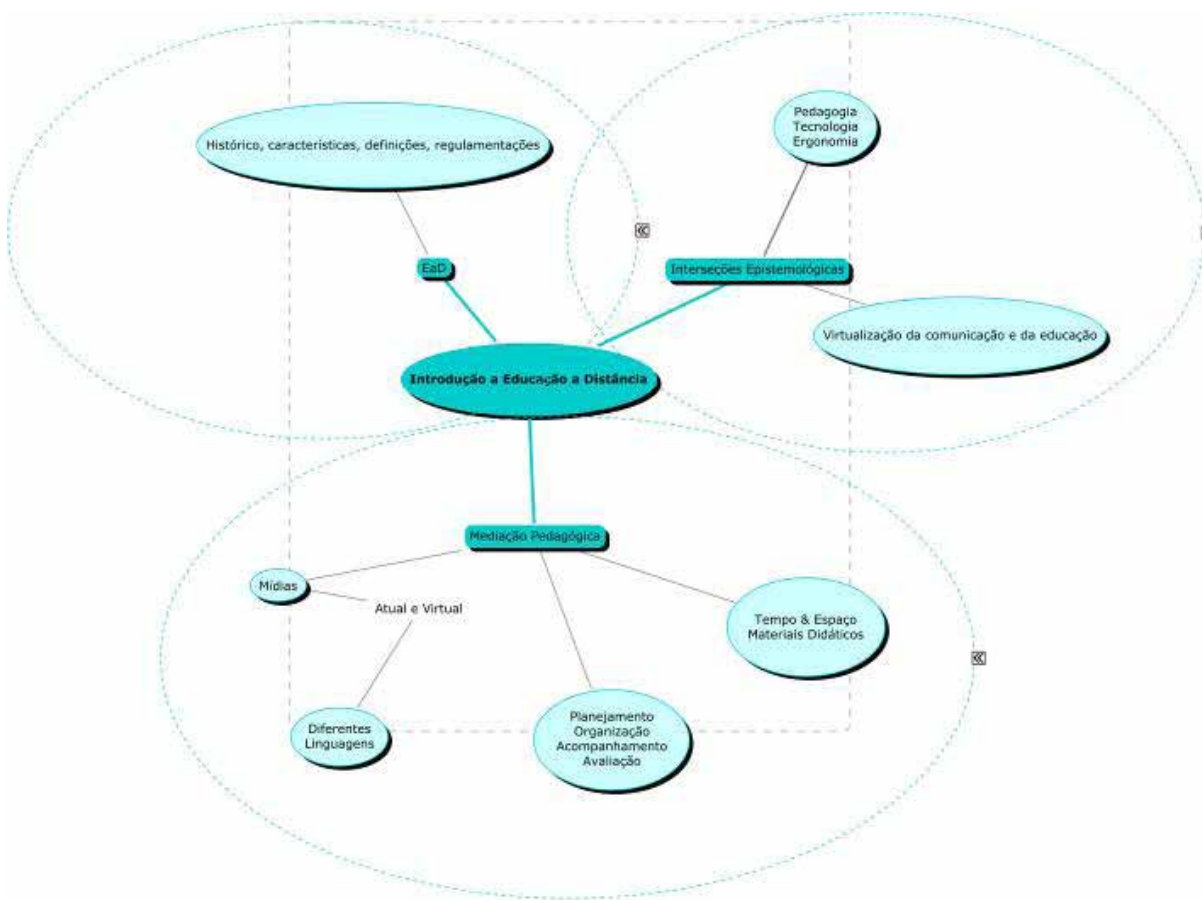 Histórico, características, definições, regulamentações
Pedagogia
Tecnologia
Ergonomia
EaD
Interseções Epistemológicas
Virtualização da comunicação e da educação
Introdução a Educação a Distância
Mediação Pedagógica
Mídias
Atual e Virtual
Tempo & Espaço
Materiais Didáticos
Diferentes
Linguagens
Planejamento
Organização
Acompanhamento
Avaliação